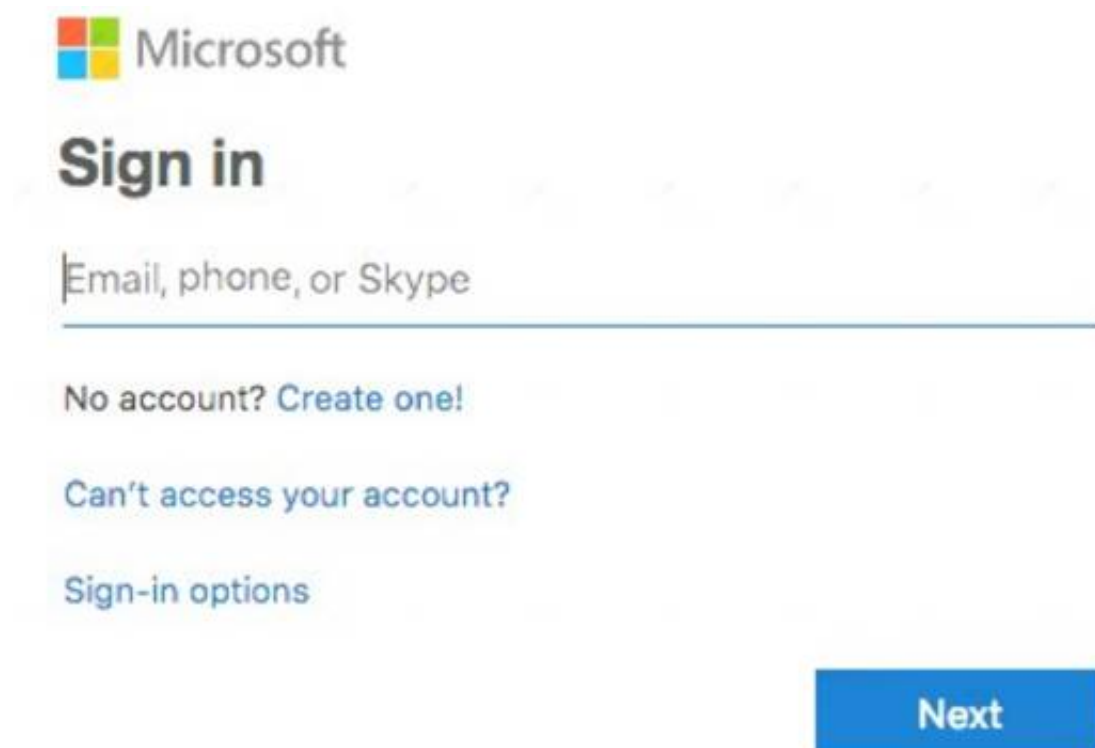 Microsoft
Sign in
Email, phone, or Skype
No account? Create one!
Can't access your account?
Sign-in options
Next